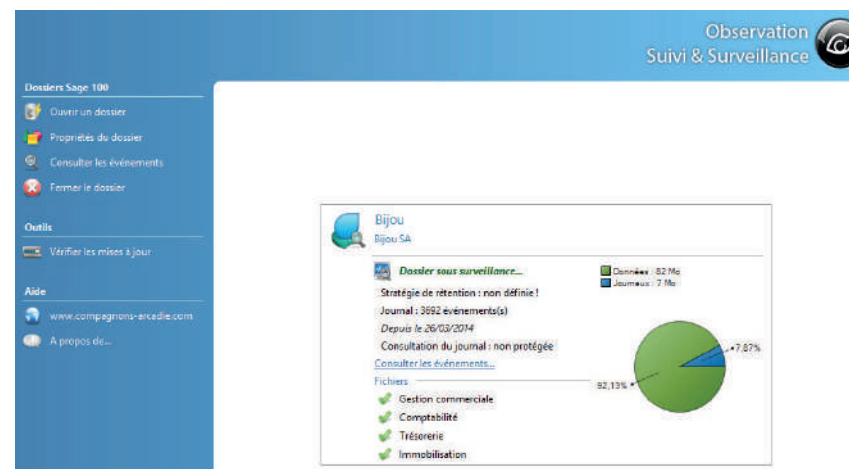 Observation
Suivi & Surveillance
Dossiers Sage 100
Ouvrir un dossier
Propriétés du dossier
Consulter les événements
Fermer le dossier
Outils
Vérifier les mises à jour
Aide
www.compagnons-arcadie.com
A propos de...
Bijou
Bijou SA
Dossier sous surveillance...
Stratégie de rétention : non définie !
Journal : 3692 événements(s)
Depuis le 26/03/2014
Consultation du journal : non protégée
Consulter les événements...
Fichiers
Gestion commerciale
Comptabilité
Trésorerie
Immobilisation
Données : 82 Mo
Journaux : 7 Mo
7,87%
92,13%